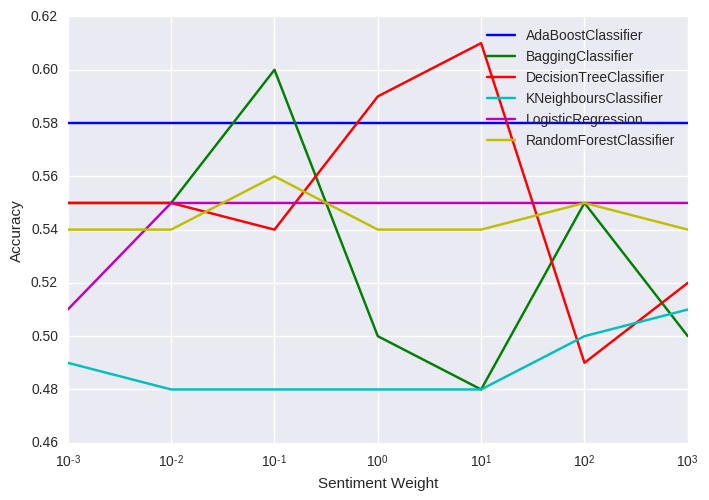 0.62
0.60
0.58
0.56
0.54
0.52
0.50
0.48
0.46
Accuracy
AdaBoostClassifier
BaggingClassifier
DecisionTreeClassifier
KNeighboursClassifier
LogisticRegression
RandomForestClassifier
10⁻³ 10⁻² 10⁻¹ 10⁰ 10¹ 10² 10³
Sentiment Weight